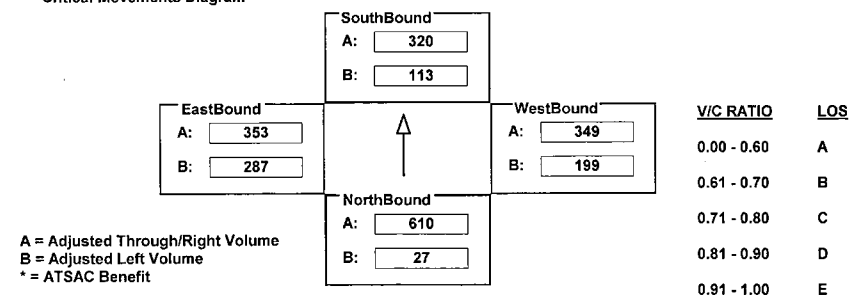 Critical Movements Diagram
SouthBound
A: 320
B: 113
EastBound
A: 353
B: 287
WestBound
A: 349
B: 199
NorthBound
A: 610
B: 27
A = Adjusted Through/Right Volume
B = Adjusted Left Volume
* = ATSAC Benefit
V/C RATIO LOS
0.00 - 0.60 A
0.61 - 0.70 B
0.71 - 0.80 C
0.81 - 0.90 D
0.91 - 1.00 E